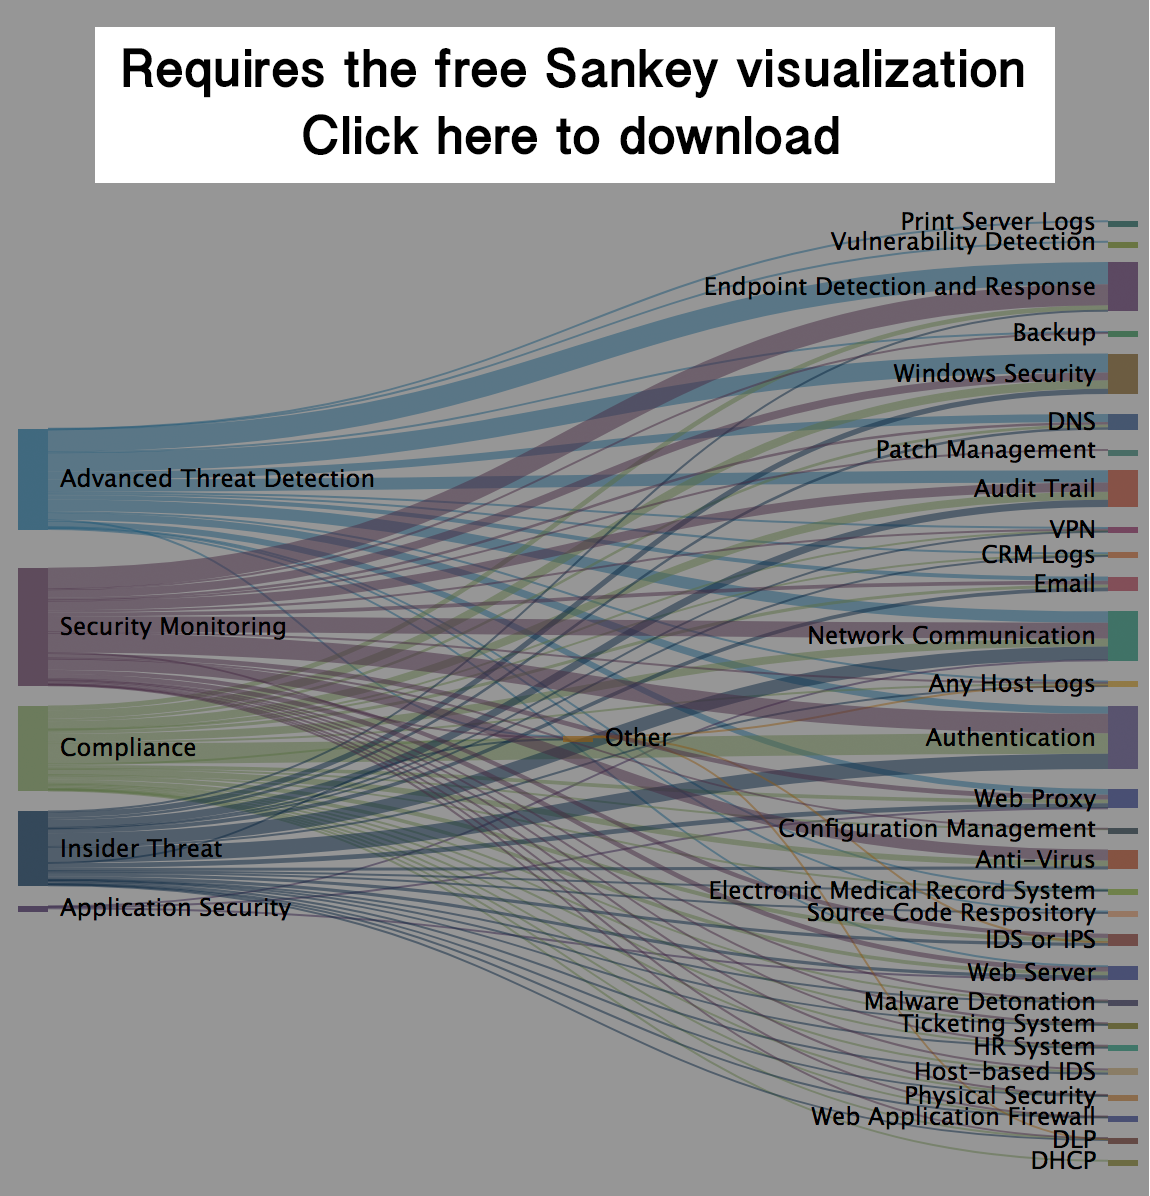 Requires the free Sankey visualization
Click here to download
Print Server Logs
Vulnerability Detection
Endpoint Detection and Response
Backup
Windows Security
DNS
Patch Management
Advanced Threat Detection
Audit Trail
VPN
CRM Logs
Email
Security Monitoring
Network Communication
Any Host Logs
Other
Authentication
Compliance
Web Proxy
Configuration Management
Insider Threat
Anti-Virus
Electronic Medical Record System
Application Security
Source Code Respository
IDS or IPS
Web Server
Malware Detonation
Ticketing System
HR System
Host-based IDS
Physical Security
Web Application Firewall
DLP
DHCP